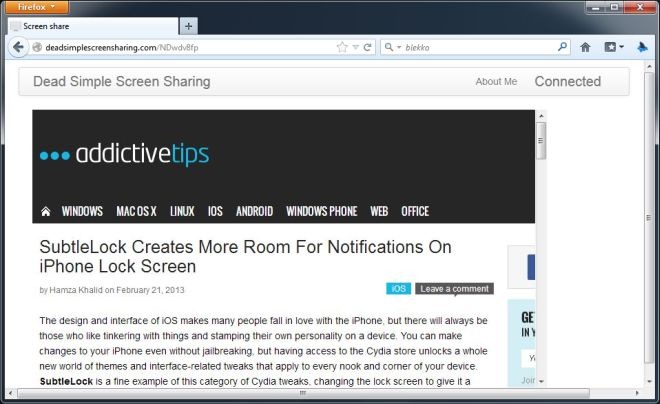 Firefox
Screen share
deadsimplescreensharing.com/NDwdv8fp
blekko
Dead Simple Screen Sharing
About Me
Connected
addictivetips
WINDOWS MAC OS X LINUX IOS ANDROID WINDOWS PHONE WEB OFFICE
SubtleLock Creates More Room For Notifications On
iPhone Lock Screen
by Hamza Khalid on February 21, 2013
iOS
Leave a comment
The design and interface of iOS makes many people fall in love with the iPhone, but there will always be
those who like tinkering with things and stamping their own personality on a device. You can make
changes to your iPhone even without jailbreaking, but having access to the Cydia store unlocks a whole
new world of themes and interface-related tweaks that apply to every nook and corner of your device.
SubtleLock is a fine example of this category of Cydia tweaks, changing the lock screen to give it a
GE
IN Y
Yo
Join